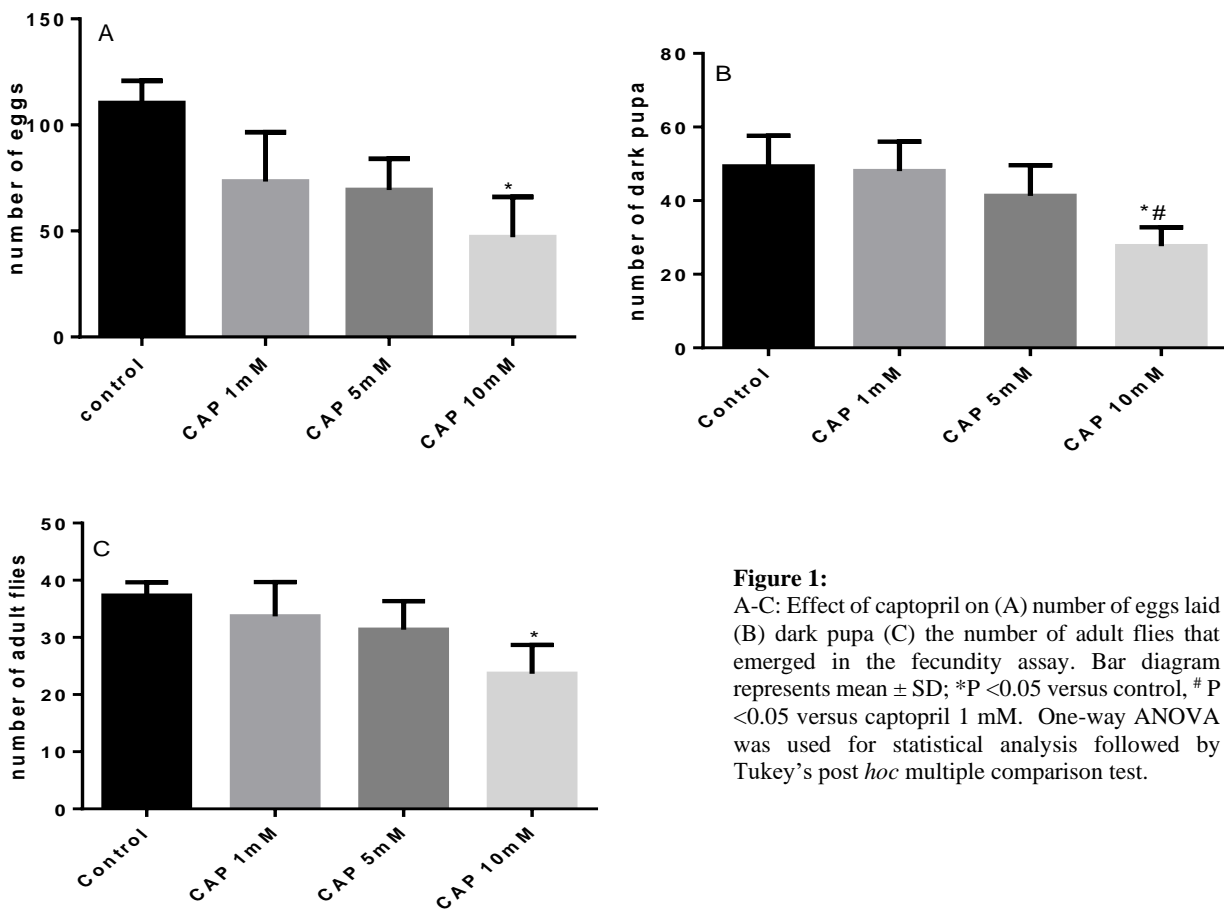 A
number of eggs
150
100
50
0
*
control
CAP 1mM
CAP 5mM
CAP 10mM
B
number of dark pupa
80
60
40
20
0
*#
Control
CAP 1mM
CAP 5mM
CAP 10mM
C
number of adult flies
50
40
30
20
10
0
*
Control
CAP 1mM
CAP 5mM
CAP 10mM
Figure 1:
A-C: Effect of captopril on (A) number of eggs laid
(B) dark pupa (C) the number of adult flies that
emerged in the fecundity assay. Bar diagram
represents mean ± SD; *P <0.05 versus control, # P
<0.05 versus captopril 1 mM. One-way ANOVA
was used for statistical analysis followed by
Tukey’s post hoc multiple comparison test.